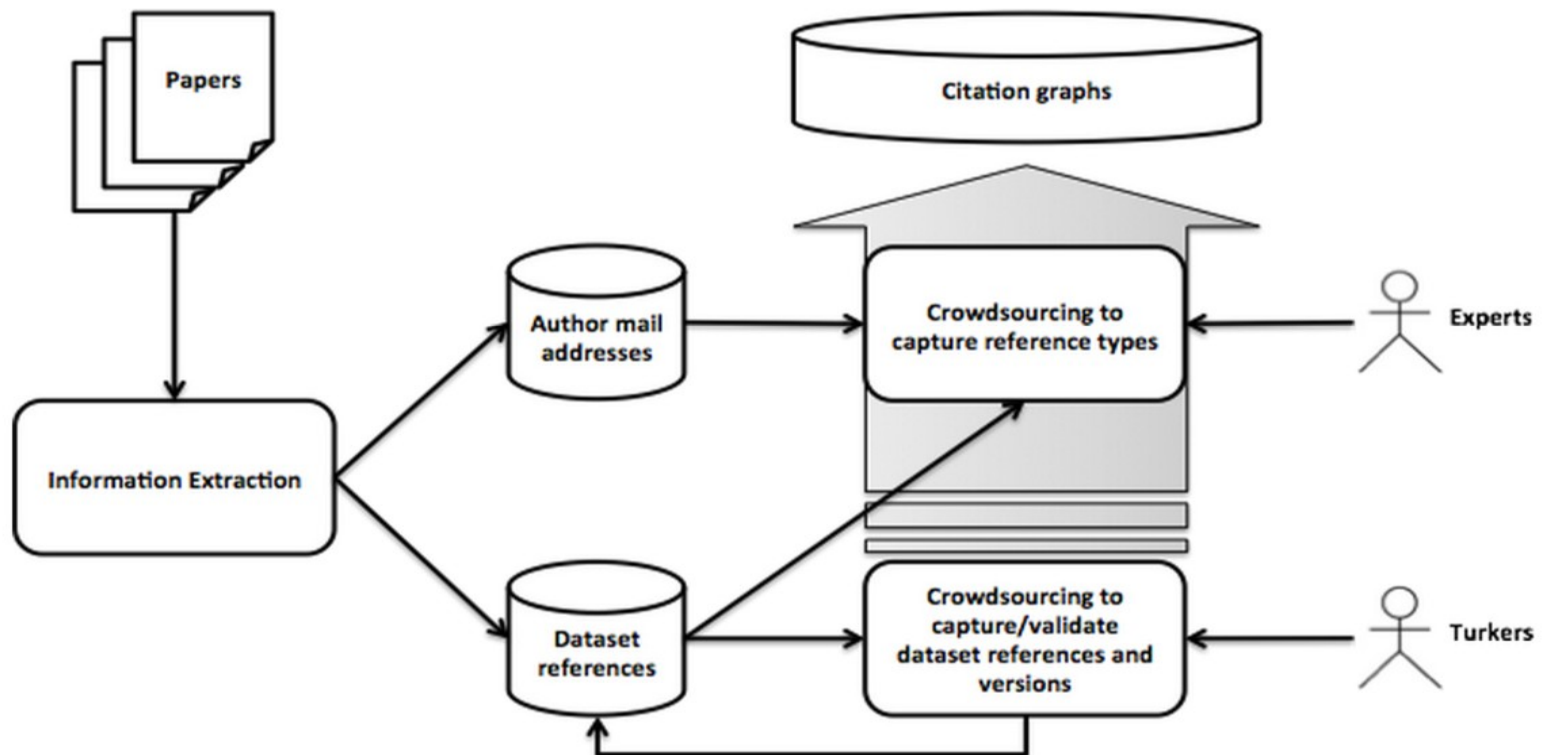 Papers
Citation graphs
Author mail
addresses
Crowdsourcing to
capture reference types
Experts
Information Extraction
Dataset
references
Crowdsourcing to
capture/validate
dataset references and
versions
Turkers